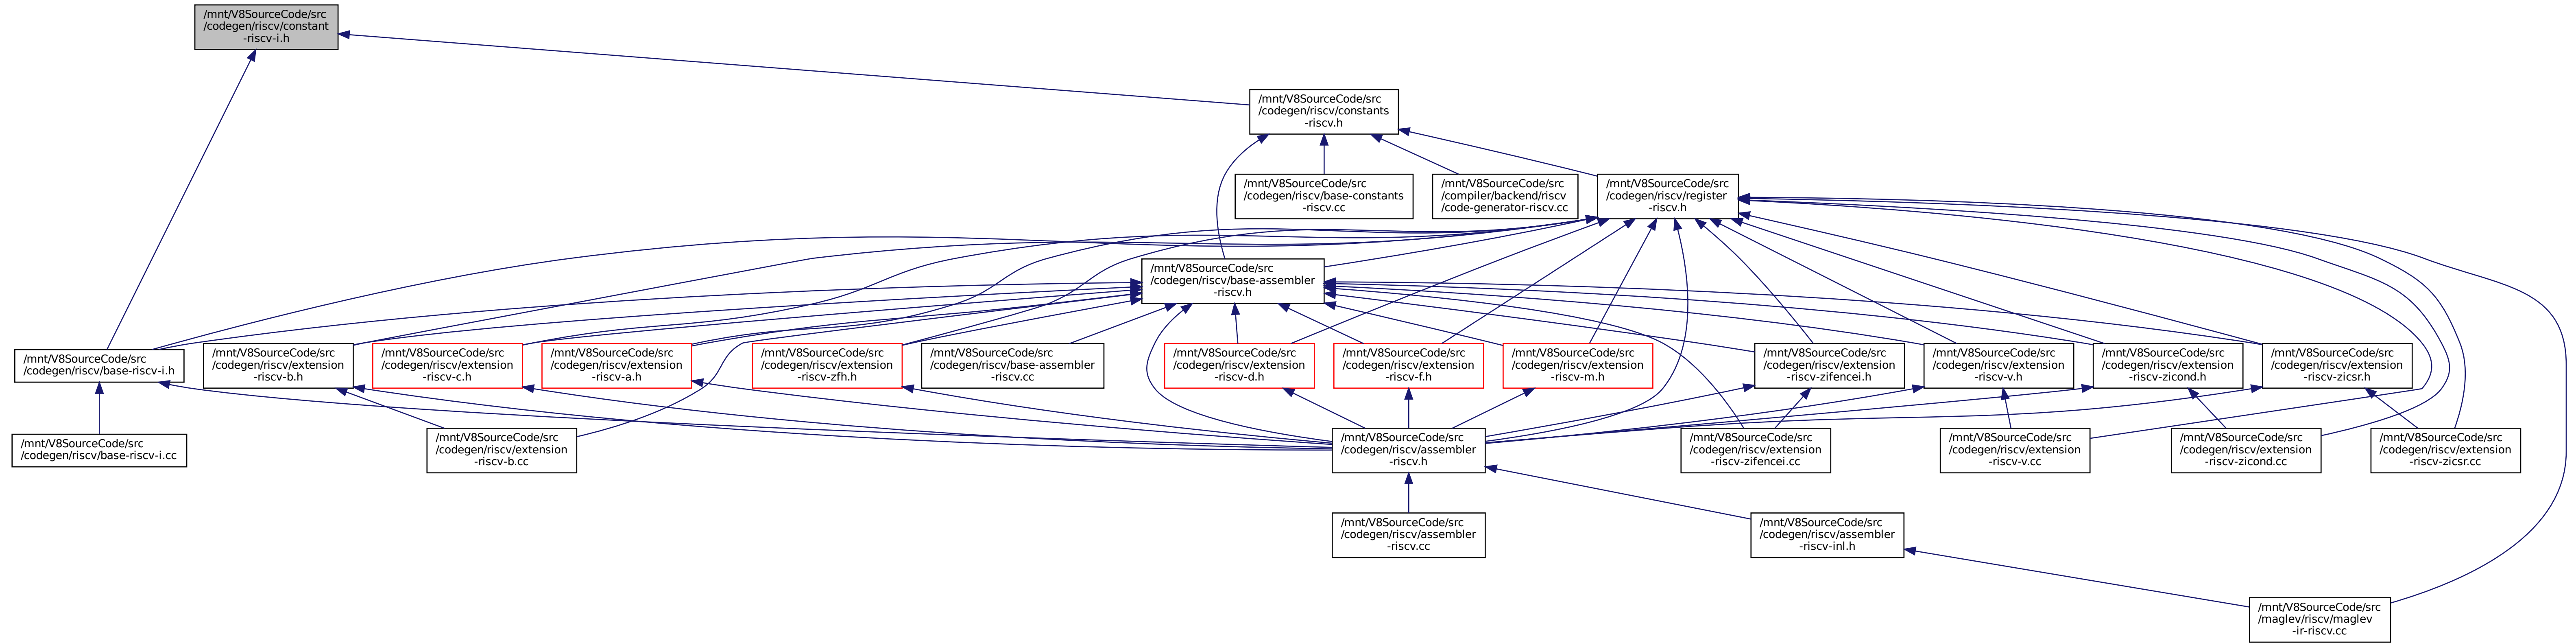 /mnt/V8SourceCode/src
/codegen/riscv/constant
-riscv-i.h
/mnt/V8SourceCode/src
/codegen/riscv/constants
-riscv.h
/mnt/V8SourceCode/src
/codegen/riscv/base-constants
-riscv.cc
/mnt/V8SourceCode/src
/compiler/backend/riscv
/code-generator-riscv.cc
/mnt/V8SourceCode/src
/codegen/riscv/register
-riscv.h
/mnt/V8SourceCode/src
/codegen/riscv/base-assembler
-riscv.h
/mnt/V8SourceCode/src
/codegen/riscv/base-riscv-i.h
/mnt/V8SourceCode/src
/codegen/riscv/extension
-riscv-b.h
/mnt/V8SourceCode/src
/codegen/riscv/extension
-riscv-c.h
/mnt/V8SourceCode/src
/codegen/riscv/extension
-riscv-a.h
/mnt/V8SourceCode/src
/codegen/riscv/extension
-riscv-zfh.h
/mnt/V8SourceCode/src
/codegen/riscv/base-assembler
-riscv.cc
/mnt/V8SourceCode/src
/codegen/riscv/extension
-riscv-d.h
/mnt/V8SourceCode/src
/codegen/riscv/extension
-riscv-f.h
/mnt/V8SourceCode/src
/codegen/riscv/extension
-riscv-m.h
/mnt/V8SourceCode/src
/codegen/riscv/extension
-riscv-zifencei.h
/mnt/V8SourceCode/src
/codegen/riscv/extension
-riscv-v.h
/mnt/V8SourceCode/src
/codegen/riscv/extension
-riscv-zicond.h
/mnt/V8SourceCode/src
/codegen/riscv/extension
-riscv-zicsr.h
/mnt/V8SourceCode/src
/codegen/riscv/base-riscv-i.cc
/mnt/V8SourceCode/src
/codegen/riscv/extension
-riscv-b.cc
/mnt/V8SourceCode/src
/codegen/riscv/assembler
-riscv.h
/mnt/V8SourceCode/src
/codegen/riscv/extension
-riscv-zifencei.cc
/mnt/V8SourceCode/src
/codegen/riscv/extension
-riscv-v.cc
/mnt/V8SourceCode/src
/codegen/riscv/extension
-riscv-zicond.cc
/mnt/V8SourceCode/src
/codegen/riscv/extension
-riscv-zicsr.cc
/mnt/V8SourceCode/src
/codegen/riscv/assembler
-riscv.cc
/mnt/V8SourceCode/src
/codegen/riscv/assembler
-riscv-inl.h
/mnt/V8SourceCode/src
/maglev/riscv/maglev
-ir-riscv.cc